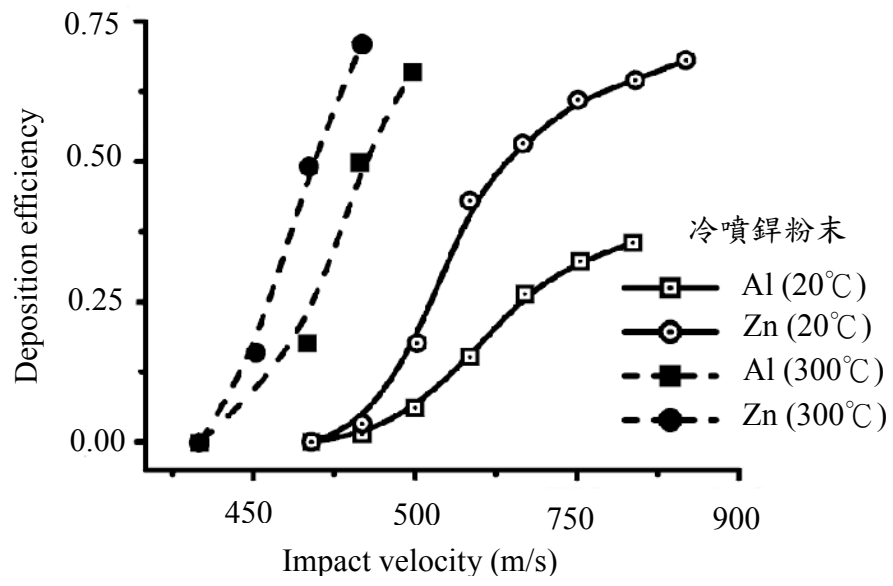 0.75
0.50
0.25
0.00
Deposition efficiency
450
500
750
900
Impact velocity (m/s)
冷噴銲粉末
Al (20℃)
Zn (20℃)
Al (300℃)
Zn (300℃)